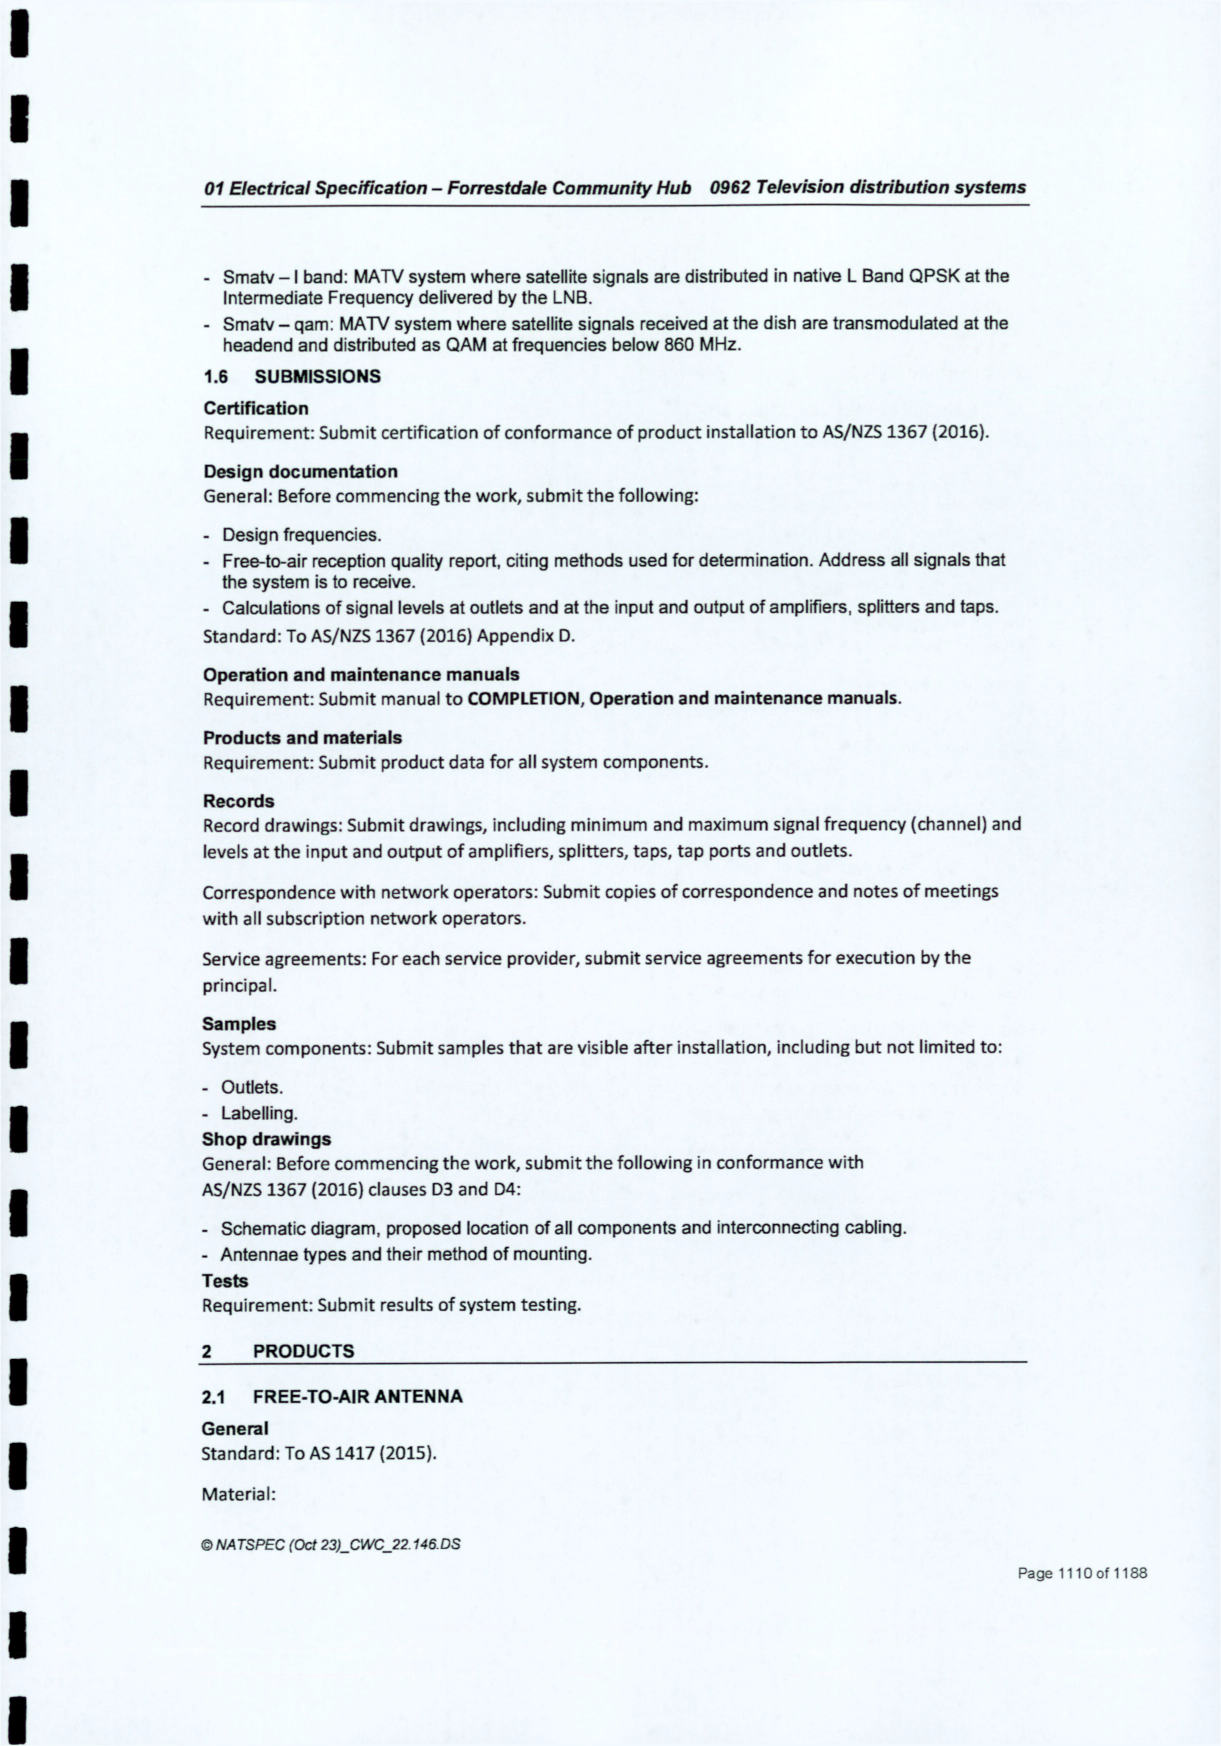 01 Electrical Specification – Forrestdale Community Hub 0962 Television distribution systems
- Smatv – l band: MATV system where satellite signals are distributed in native L Band QPSK at the
Intermediate Frequency delivered by the LNB.
- Smatv – qam: MATV system where satellite signals received at the dish are transmodulated at the
headend and distributed as QAM at frequencies below 860 MHz.
1.6 SUBMISSIONS
Certification
Requirement: Submit certification of conformance of product installation to AS/NZS 1367 (2016).
Design documentation
General: Before commencing the work, submit the following:
- Design frequencies.
- Free-to-air reception quality report, citing methods used for determination. Address all signals that
the system is to receive.
- Calculations of signal levels at outlets and at the input and output of amplifiers, splitters and taps.
Standard: To AS/NZS 1367 (2016) Appendix D.
Operation and maintenance manuals
Requirement: Submit manual to COMPLETION, Operation and maintenance manuals.
Products and materials
Requirement: Submit product data for all system components.
Records
Record drawings: Submit drawings, including minimum and maximum signal frequency (channel) and
levels at the input and output of amplifiers, splitters, taps, tap ports and outlets.
Correspondence with network operators: Submit copies of correspondence and notes of meetings
with all subscription network operators.
Service agreements: For each service provider, submit service agreements for execution by the
principal.
Samples
System components: Submit samples that are visible after installation, including but not limited to:
- Outlets.
- Labelling.
Shop drawings
General: Before commencing the work, submit the following in conformance with
AS/NZS 1367 (2016) clauses D3 and D4:
- Schematic diagram, proposed location of all components and interconnecting cabling.
- Antennae types and their method of mounting.
Tests
Requirement: Submit results of system testing.
2 PRODUCTS
2.1 FREE-TO-AIR ANTENNA
General
Standard: To AS 1417 (2015).
Material:
© NATSPEC (Oct 23)_CWC_22.146.DS
Page 1110 of 1188